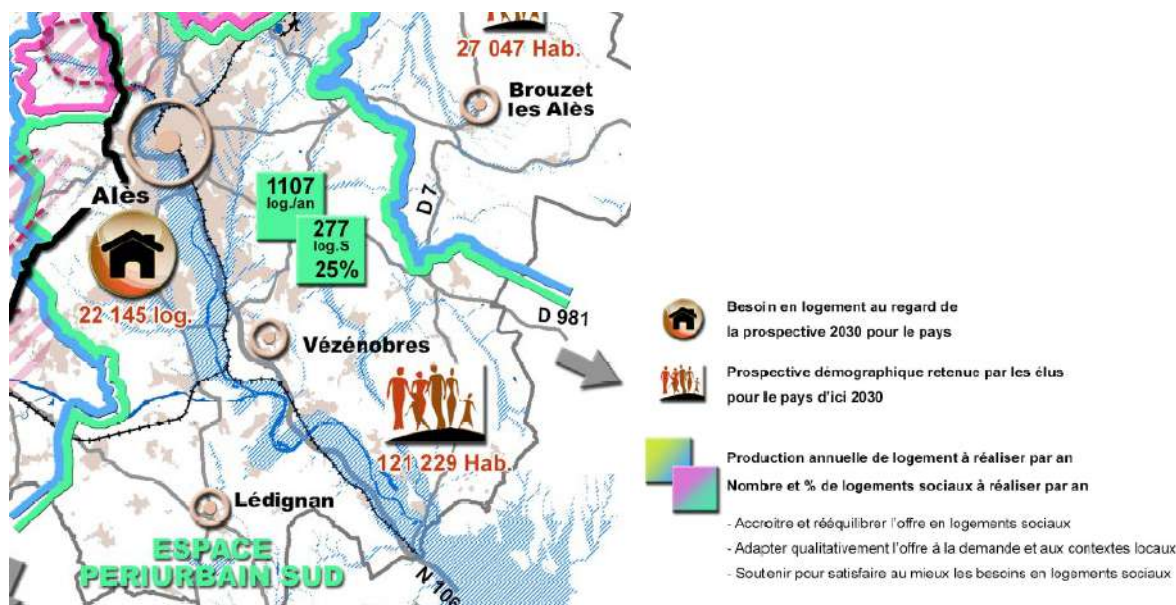 27 047 Hab.
Brouzet
les Alès
1107
log./an
D 7
Alès
277
log.S
25%
22 145 log.
D 981
Vézénobres
121 229 Hab.
Lédignan
ESPACE
PERIURBAIN SUD
N 106
Besoin en logement au regard de
la prospective 2030 pour le pays
Prospective démographique retenue par les élus
pour le pays d'ici 2030
Production annuelle de logement à réaliser par an
Nombre et % de logements sociaux à réaliser par an
- Accroitre et rééquilibrer l'offre en logements sociaux
- Adapter qualitativement l'offre à la demande et aux contextes locaux
- Soutenir pour satisfaire au mieux les besoins en logements sociaux